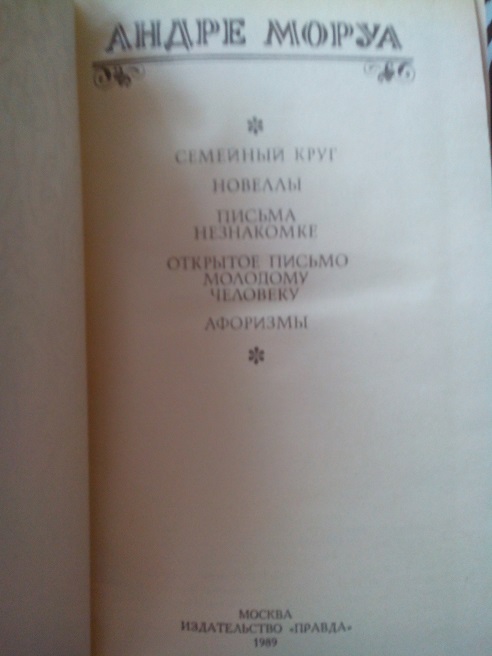 АНДРЕ МОРУА
СЕМЕЙНЫЙ КРУГ
НОВЕЛЛЫ
ПИСЬМА
НЕЗНАКОМКЕ
ОТКРЫТОЕ ПИСЬМО
МОЛОДОМУ
ЧЕЛОВЕКУ
АФОРИЗМЫ
МОСКВА
ИЗДАТЕЛЬСТВО «ПРАВДА»
1989